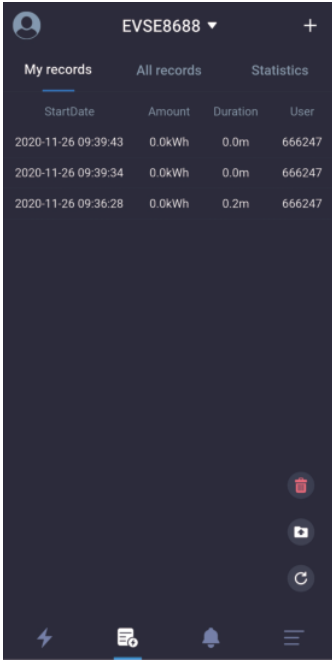 EVSE8688
My records All records Statistics
StartDate Amount Duration User
2020-11-26 09:39:43 0.0kWh 0.0m 666247
2020-11-26 09:39:34 0.0kWh 0.0m 666247
2020-11-26 09:36:28 0.0kWh 0.2m 666247